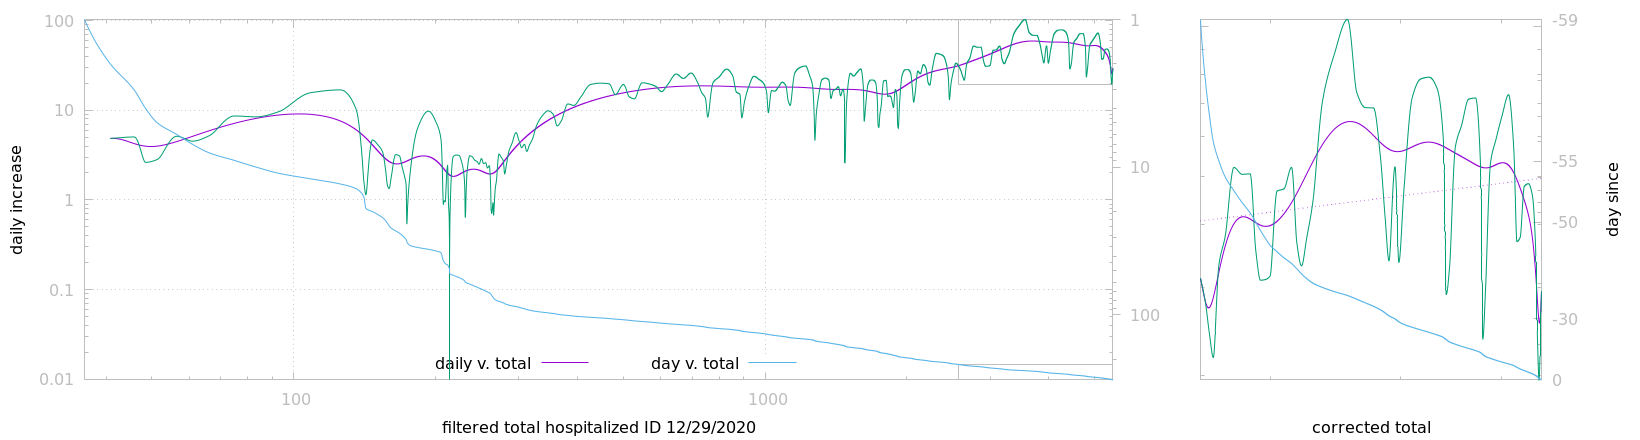 100
10
1
0.1
0.01
daily increase
100
1000
1
10
100
daily v. total
day v. total
filtered total hospitalized ID 12/29/2020
-59
-55
-50
-30
0
day since
corrected total